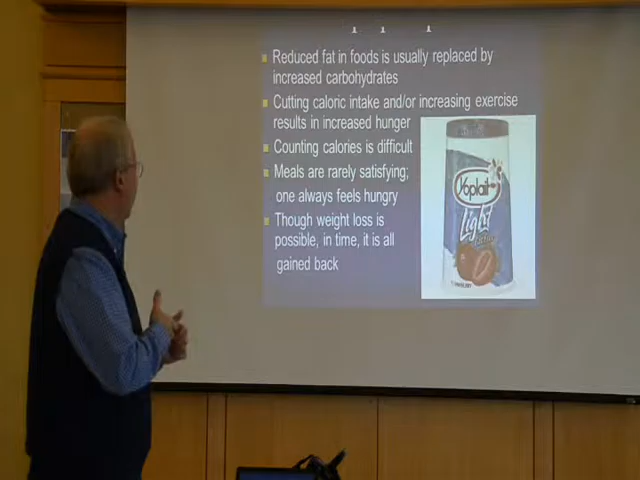 Reduced fat in foods is usually replaced by
increased carbohydrates
Cutting caloric intake and/or increasing exercise
results in increased hunger
Counting calories is difficult
Meals are rarely satisfying;
one always feels hungry
Though weight loss is
possible, in time, it is all
gained back
Yoplait
Light